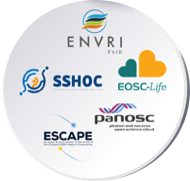 ENVRI
FAIR
SSHOC
EOSC-Life
panosc
photon and neutron
open science cloud
ESCAPE